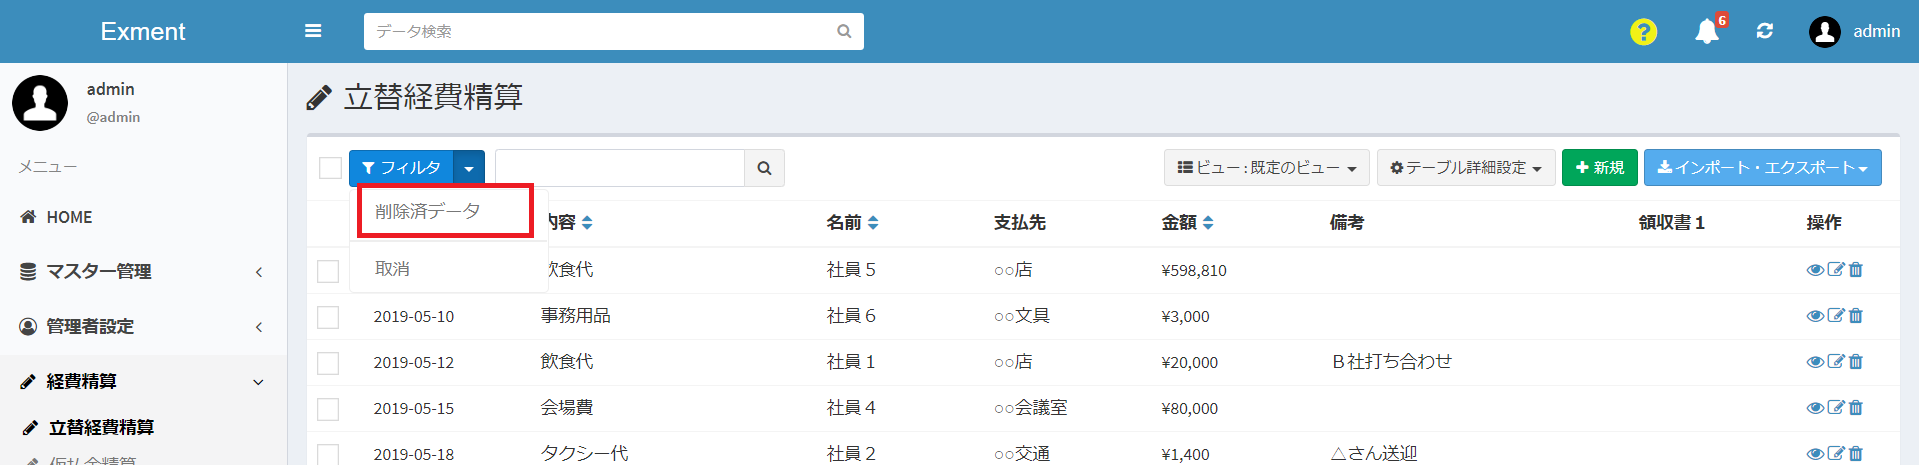 Exment
データ検索
?
6
admin
admin
@admin
メニュー
HOME
マスター管理
管理者設定
経費精算
立替経費精算
立替経費精算
フィルタ
ビュー : 既定のビュー
テーブル詳細設定
新規
インポート・エクスポート
削除済データ
取消
内容 名前 支払先 金額 備考 領収書１ 操作
飲食代 社員５ ○○店 ¥598,810
2019-05-10 事務用品 社員６ ○○文具 ¥3,000
2019-05-12 飲食代 社員１ ○○店 ¥20,000 Ｂ社打ち合わせ
2019-05-15 会場費 社員４ ○○会議室 ¥80,000
2019-05-18 タクシー代 社員２ ○○交通 ¥1,400 △さん送迎